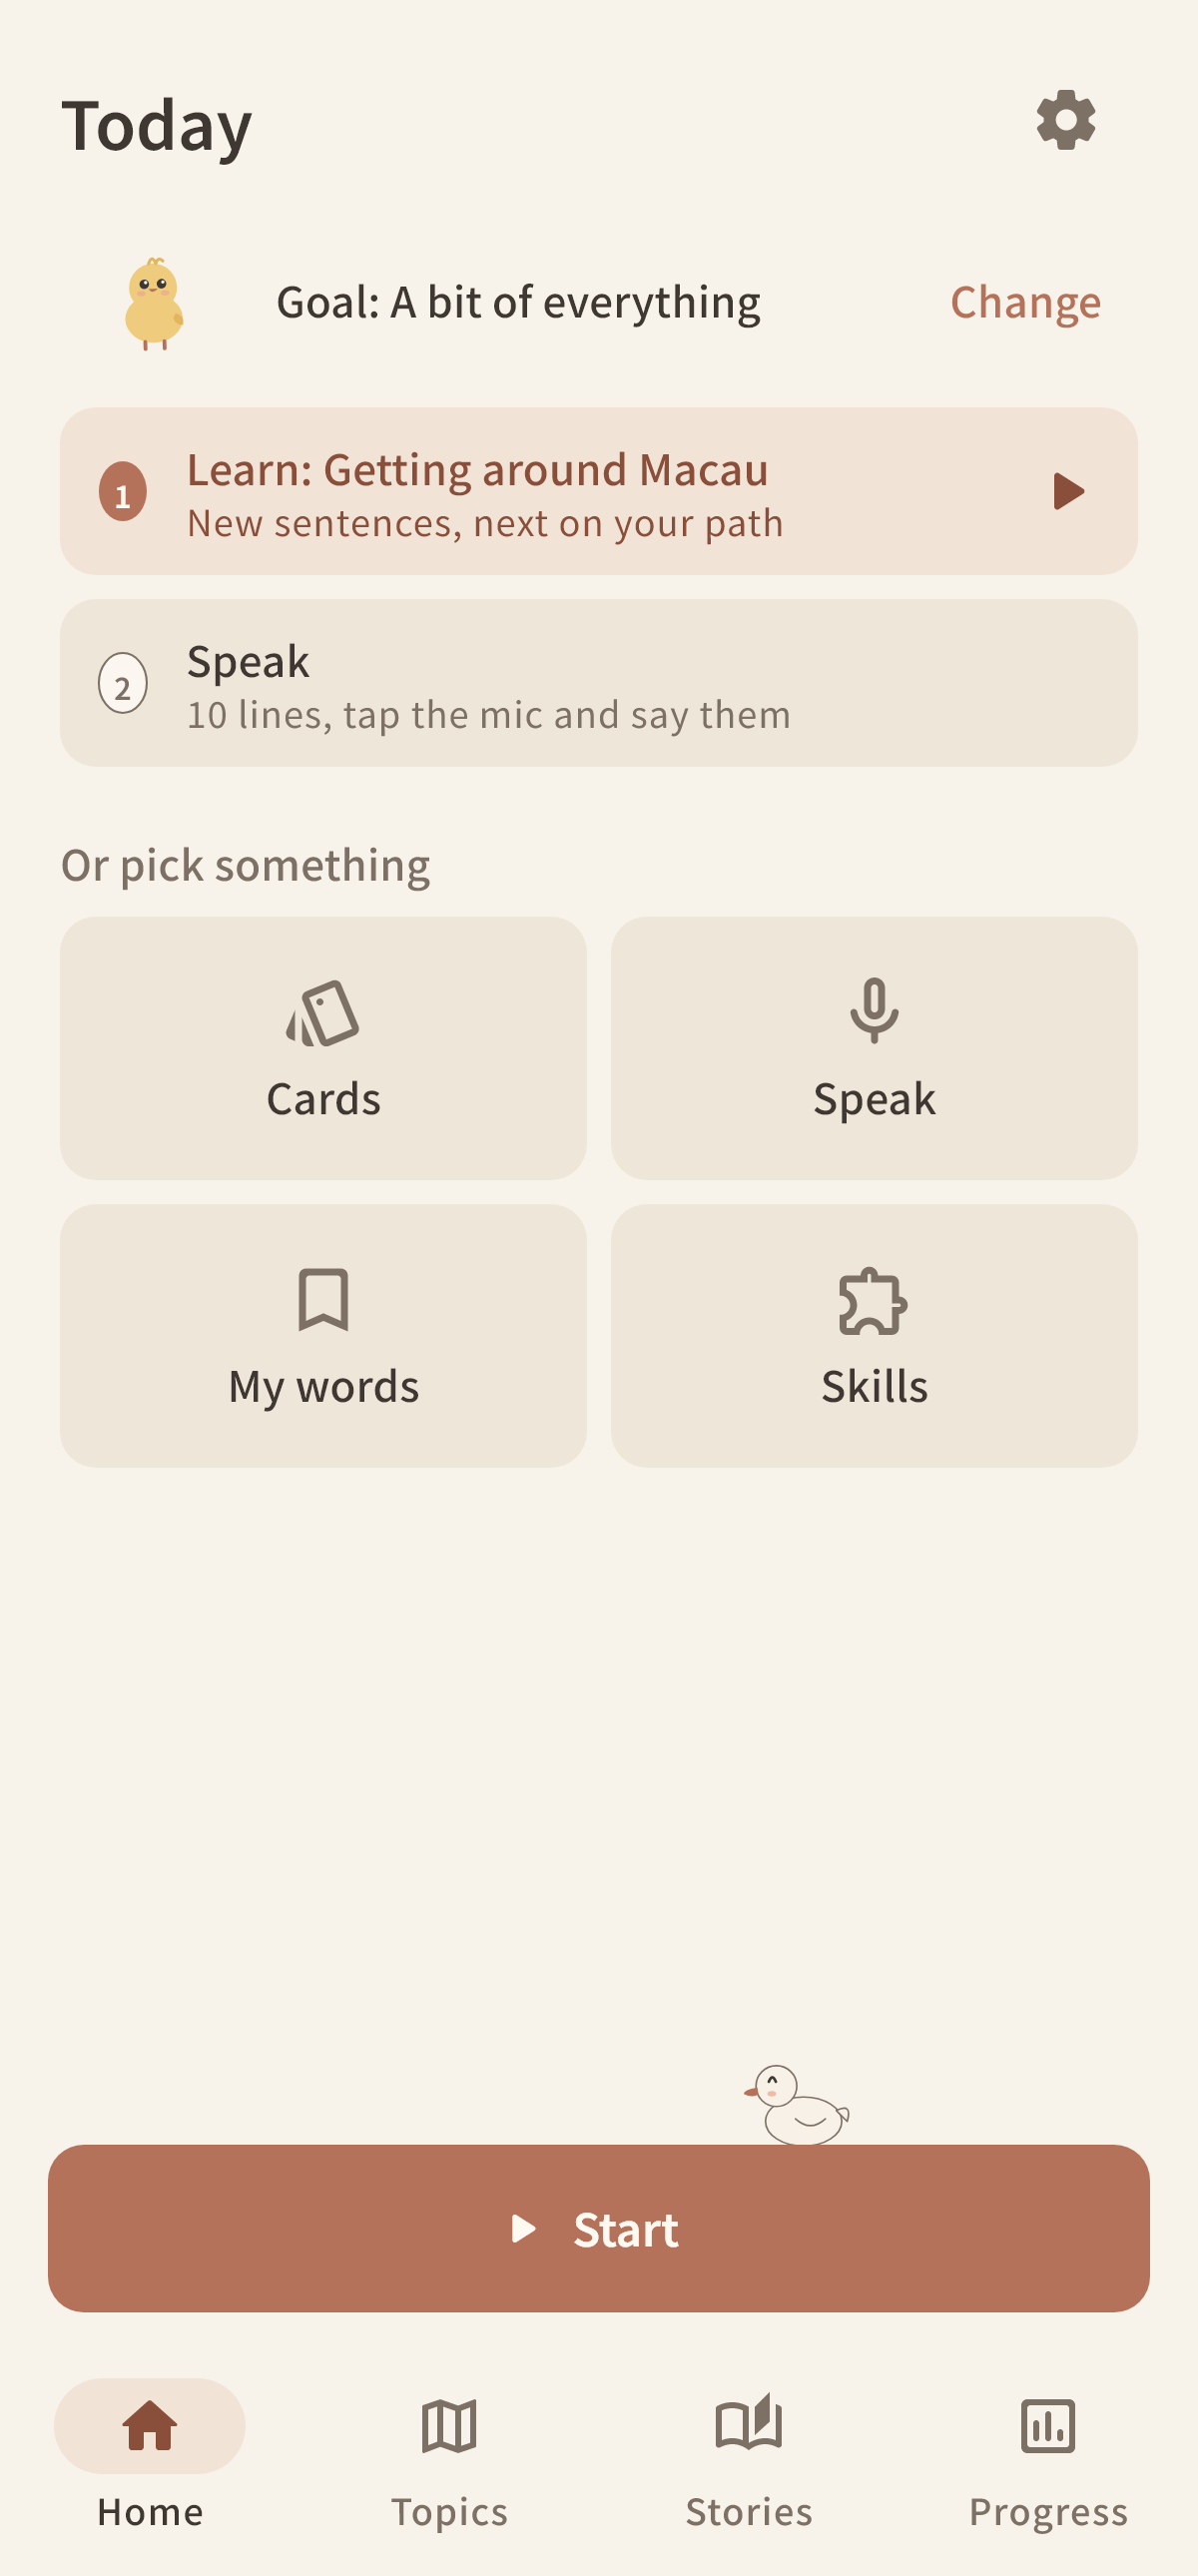 Today
Goal: A bit of everything
Change
1
Learn: Getting around Macau
New sentences, next on your path
2
Speak
10 lines, tap the mic and say them
Or pick something
Cards
Speak
My words
Skills
Start
Home
Topics
Stories
Progress